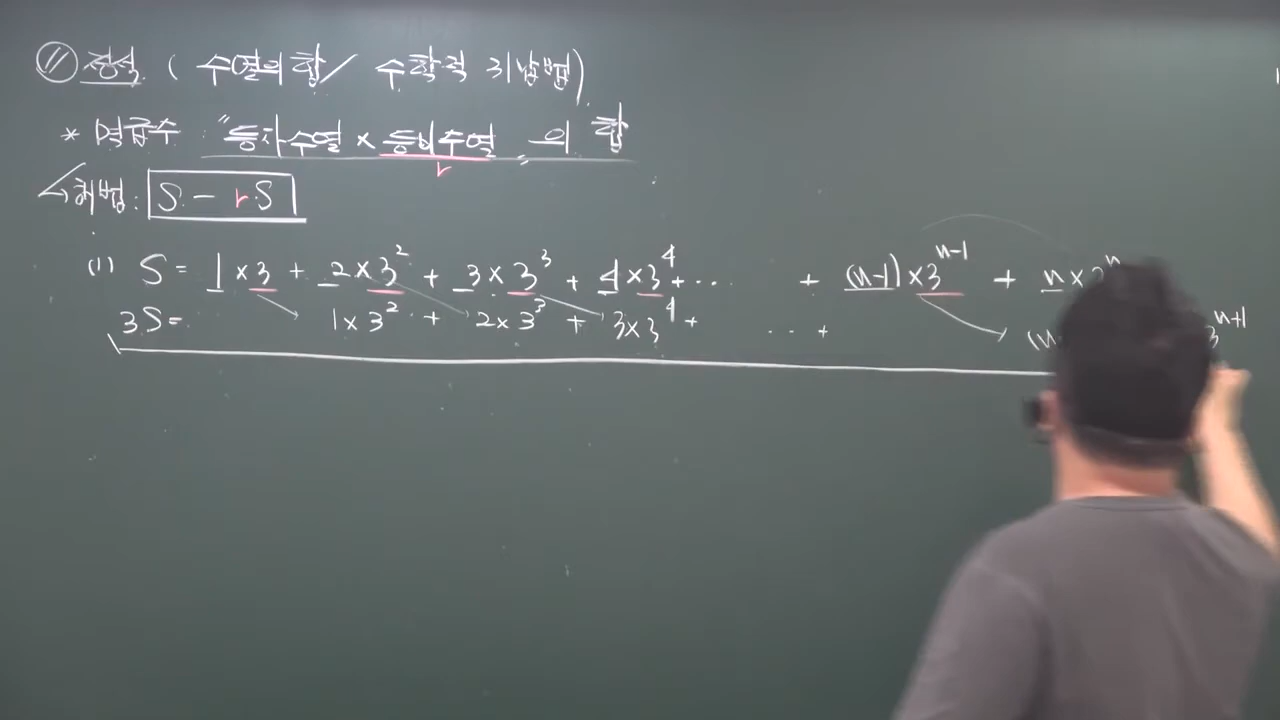 ⑪ 정석 ( 수열의 합 / 수학적 귀납법)
* 멱급수 : "등차수열 × 등비수열" 의 합
r
해법: S - rS
(1) S = 1×3 + 2×3² + 3×3³ + 4×3⁴ + ... + (n-1)×3ⁿ⁻¹ + n×3ⁿ
3S = 1×3² + 2×3³ + 3×3⁴ + ... + (n 3ⁿ⁺¹